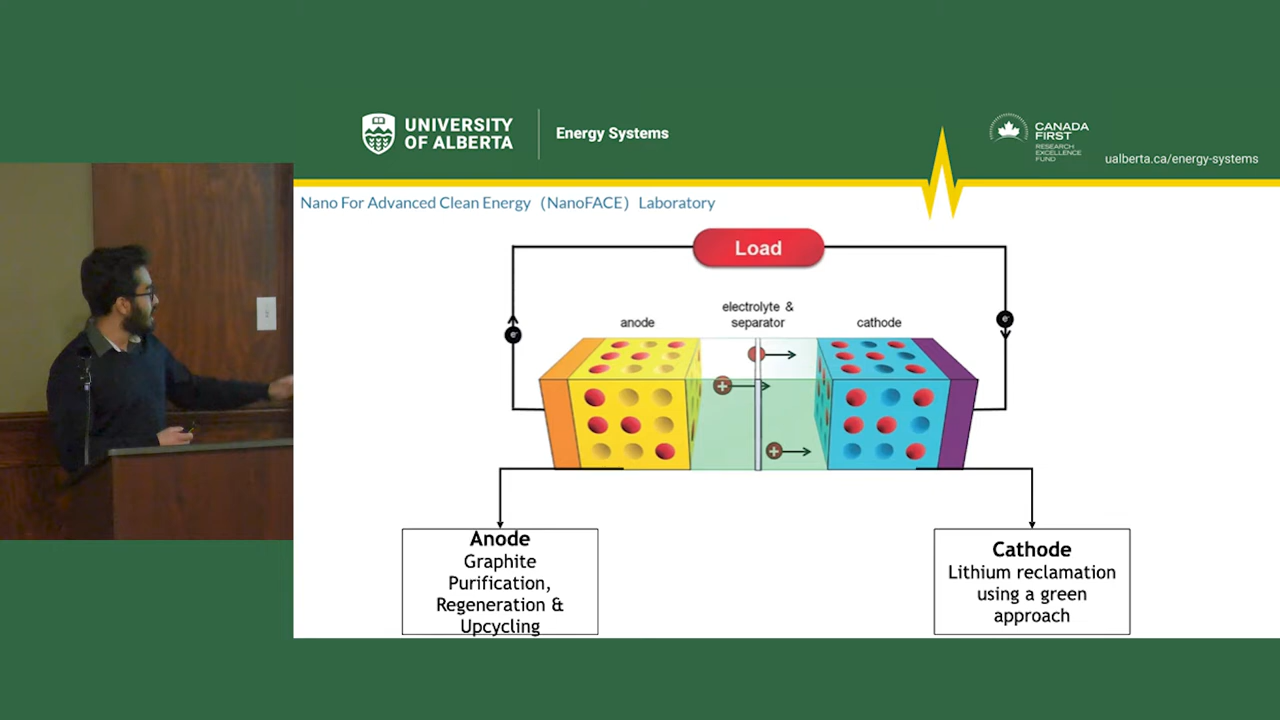 UNIVERSITY
OF ALBERTA
Energy Systems
CANADA
FIRST
RESEARCH
EXCELLENCE
FUND
ualberta.ca/energy-systems
Nano For Advanced Clean Energy（NanoFACE）Laboratory
Load
electrolyte &
separator
anode
cathode
e
e
+
+
Anode
Graphite
Purification,
Regeneration &
Upcycling
Cathode
Lithium reclamation
using a green
approach